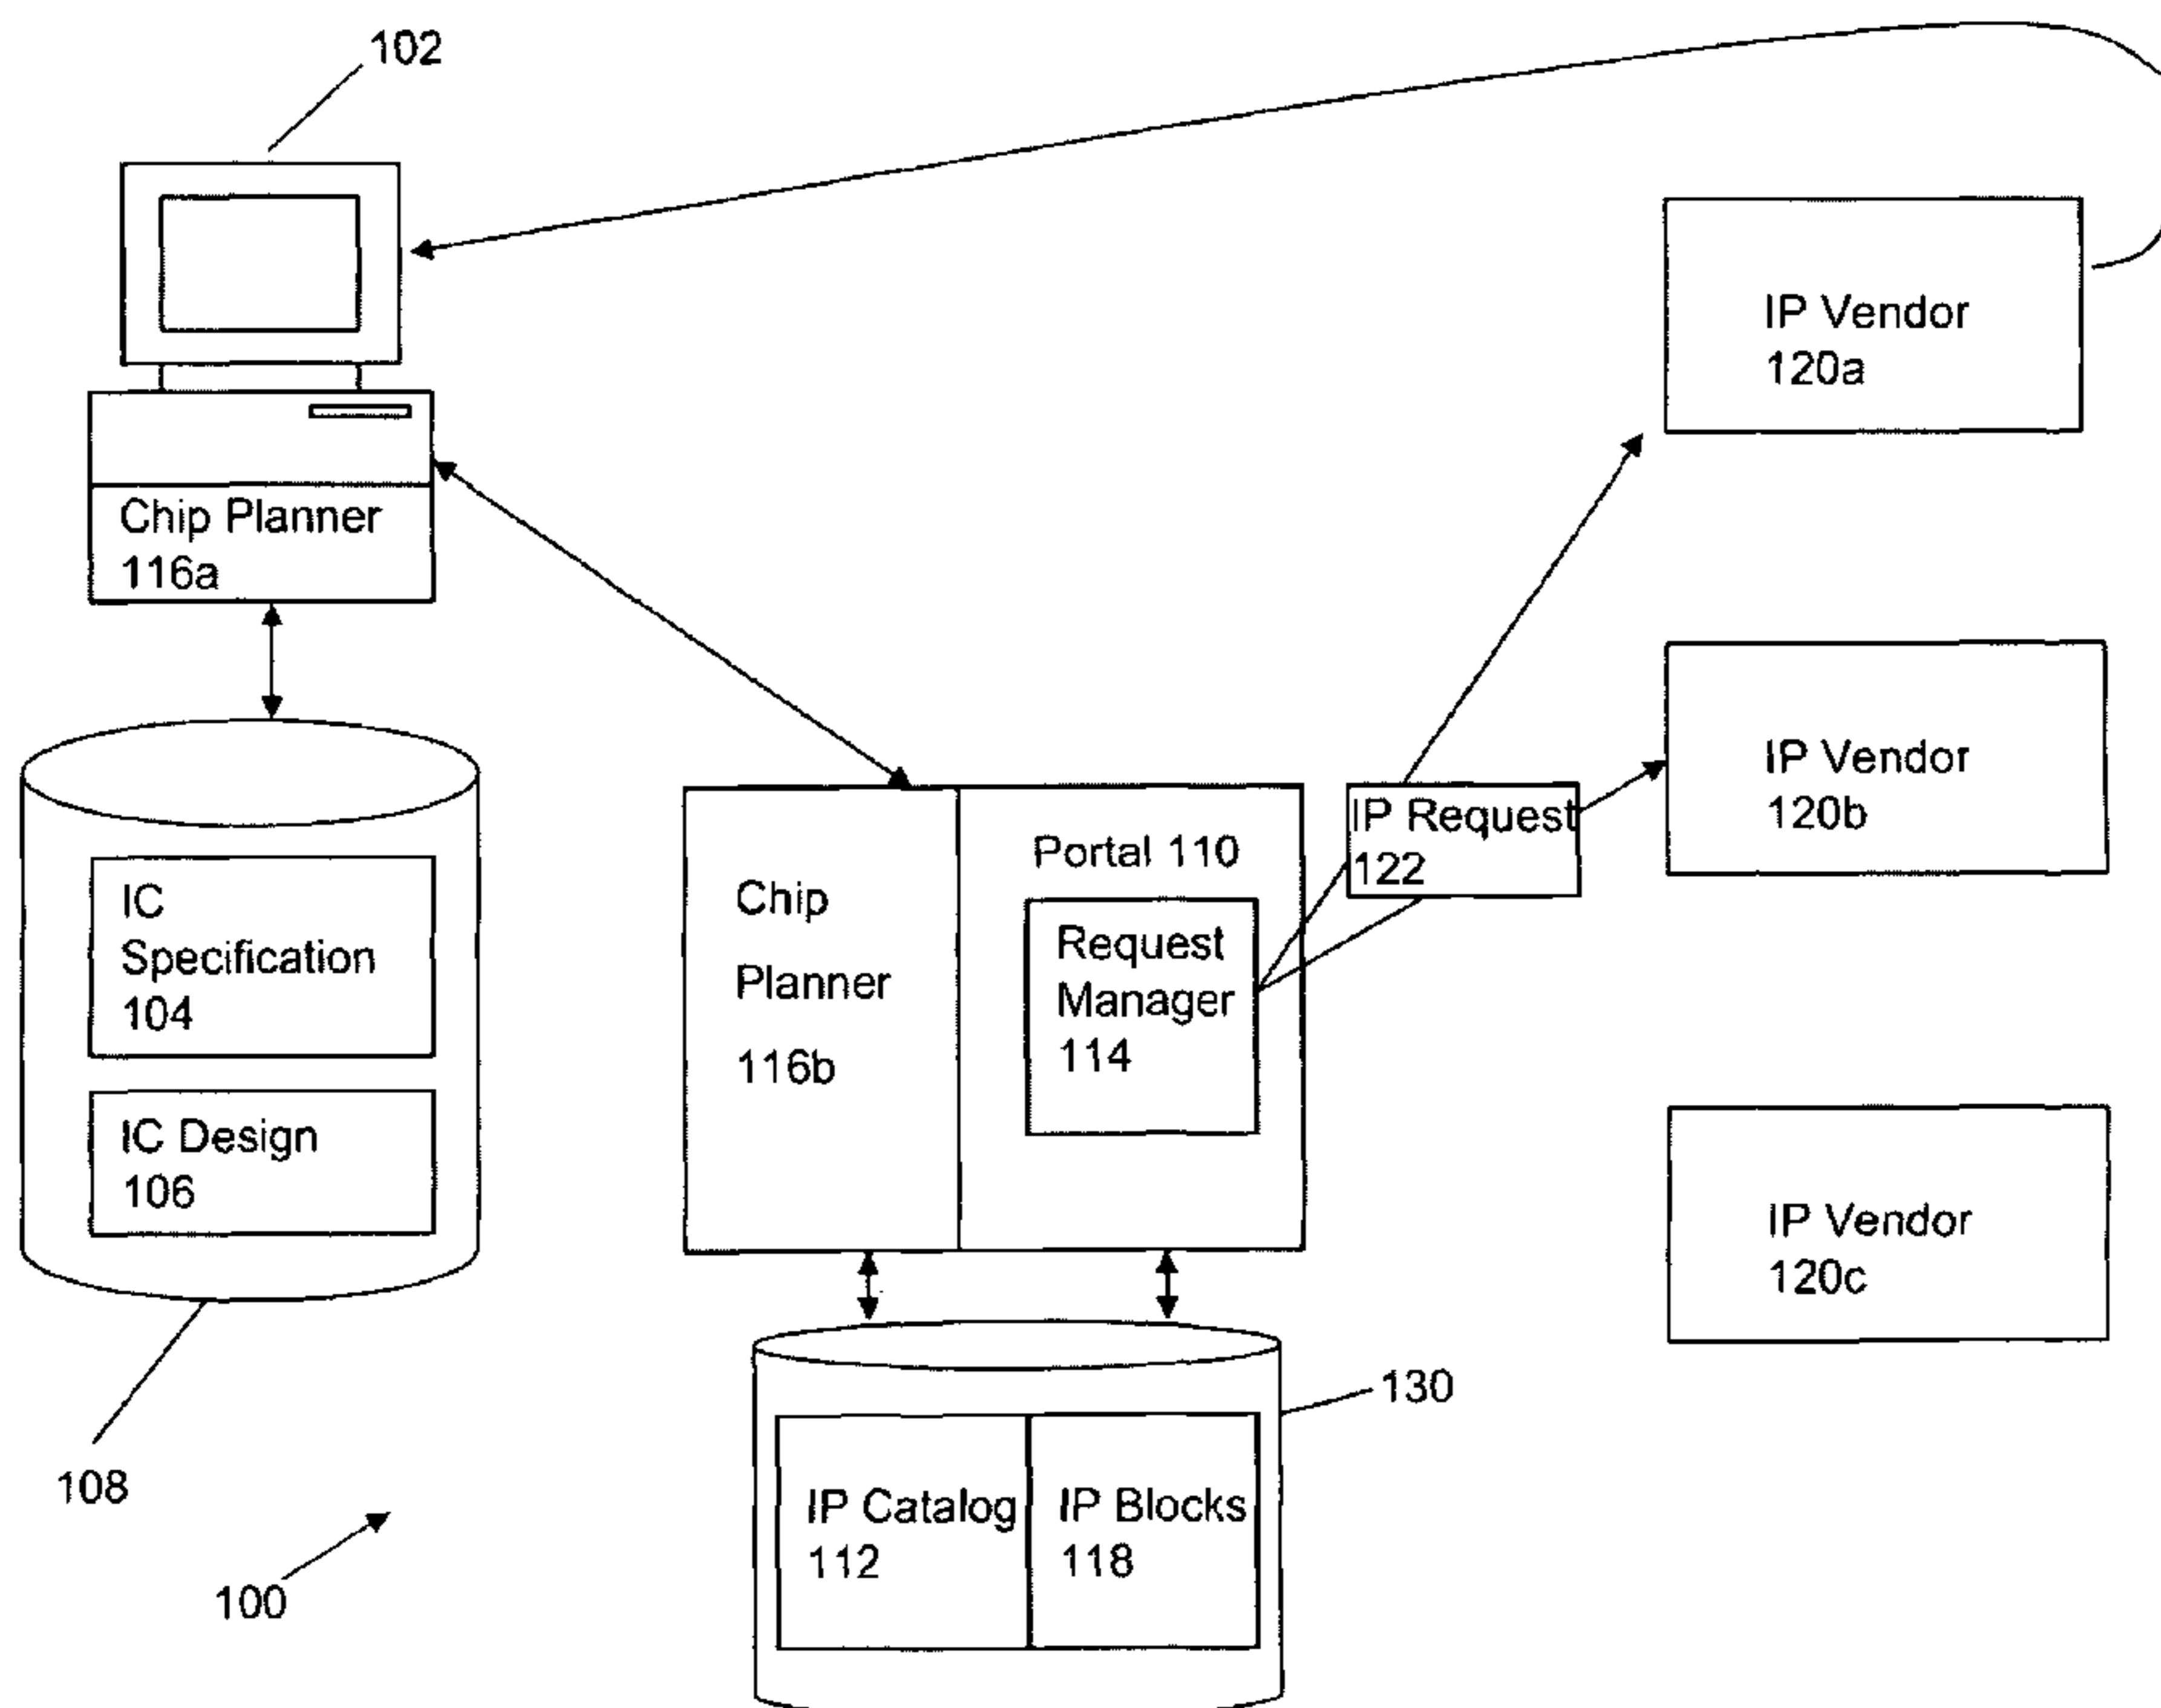 102
IP Vendor
120a
Chip Planner
116a
IP Vendor
120b
IP Request
122
Portal 110
Chip
Planner
116b
Request
Manager
114
IC
Specification
104
IC Design
106
IP Vendor
120c
130
108
IP Catalog
112
IP Blocks
118
100